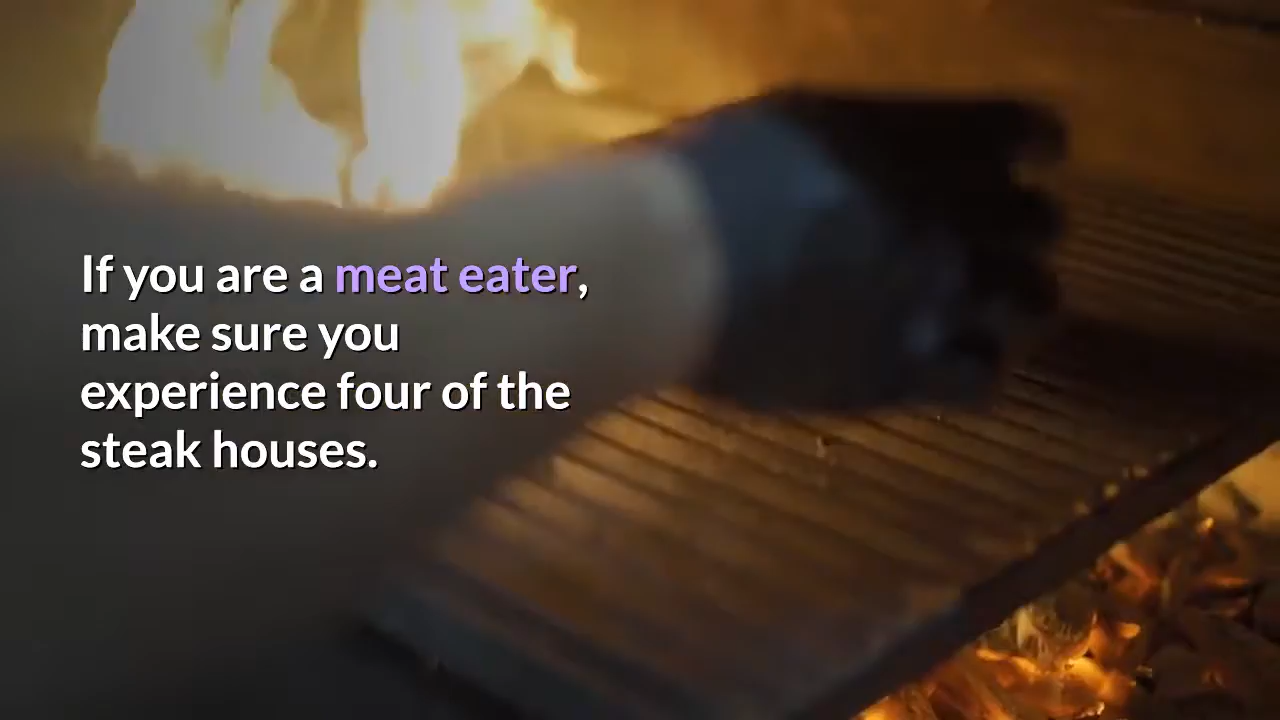 If you are a meat eater,
make sure you
experience four of the
steak houses.